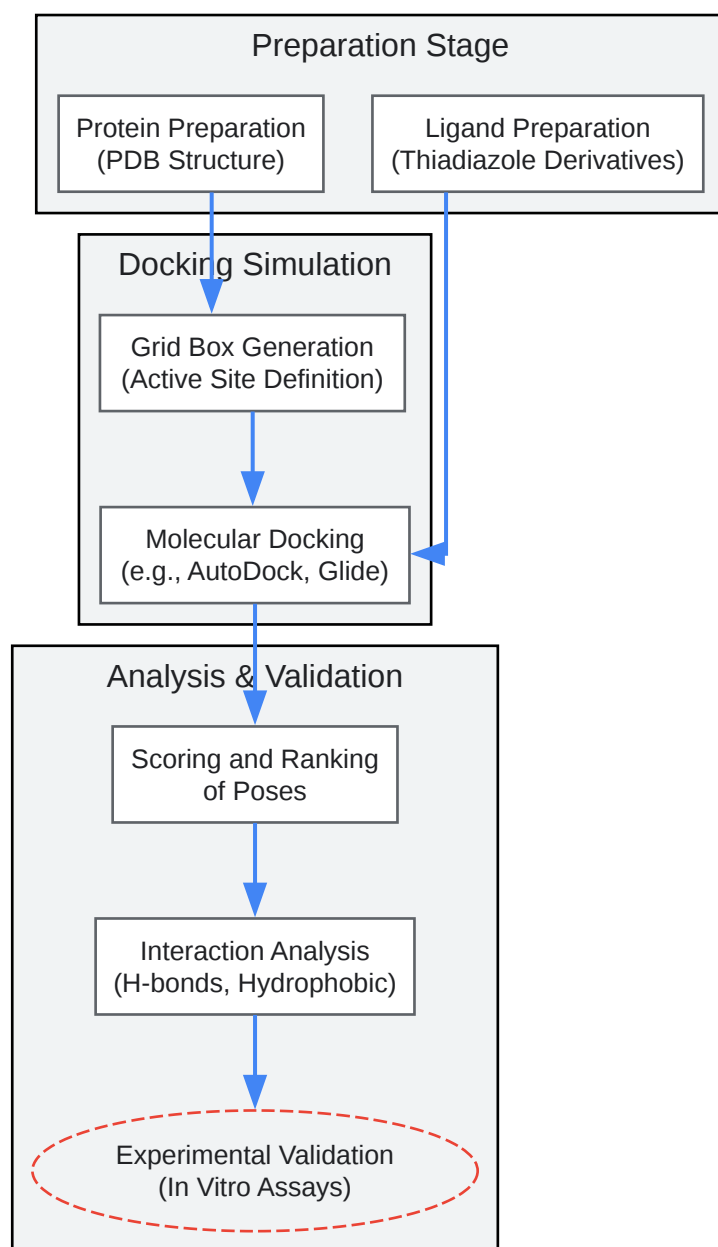 Preparation Stage
Protein Preparation
(PDB Structure)
Ligand Preparation
(Thiadiazole Derivatives)
Docking Simulation
Grid Box Generation
(Active Site Definition)
Molecular Docking
(e.g., AutoDock, Glide)
Analysis & Validation
Scoring and Ranking
of Poses
Interaction Analysis
(H-bonds, Hydrophobic)
Experimental Validation
(In Vitro Assays)